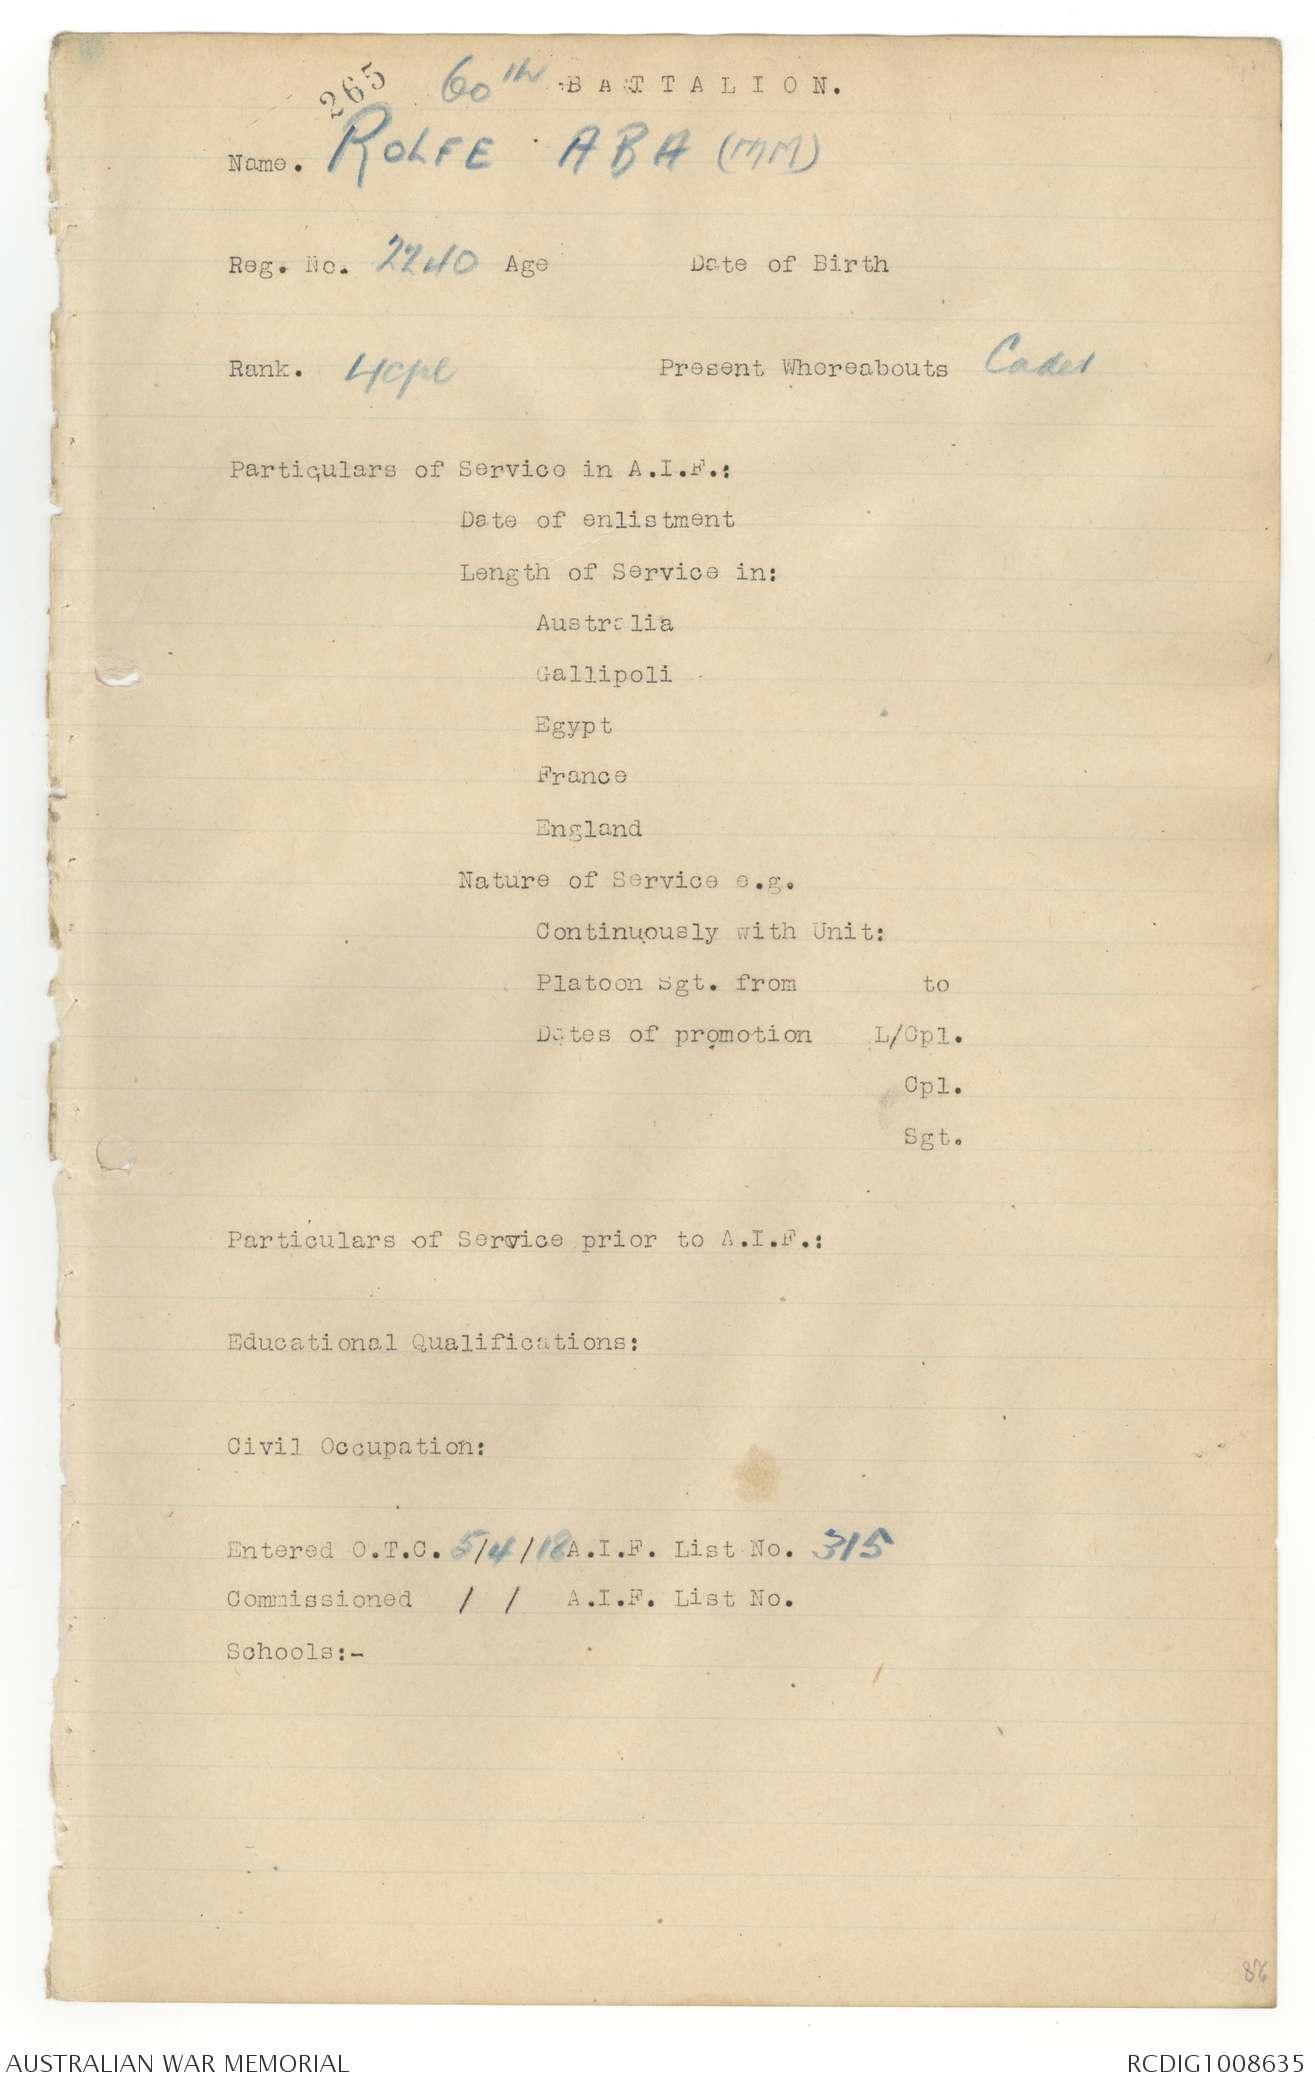 265 60th BATTALION.
Name. ROLFE ABA (MM)
Reg. No. 2240 Age Date of Birth
Rank. L/Cpl Present Whereabouts Cadet
Particulars of Service in A.I.F.:
Date of enlistment
Length of Service in:
Australia
Gallipoli
Egypt
France
England
Nature of Service e.g.
Continuously with Unit:
Platoon Sgt. from to
Dates of promotion L/Cpl.
Cpl.
Sgt.
Particulars of Service prior to A.I.F.:
Educational Qualifications:
Civil Occupation:
Entered O.T.C. 5/4/18 A.I.F. List No. 315
Commissioned / / A.I.F. List No.
Schools:-
86
AUSTRALIAN WAR MEMORIAL RCDIG1008635